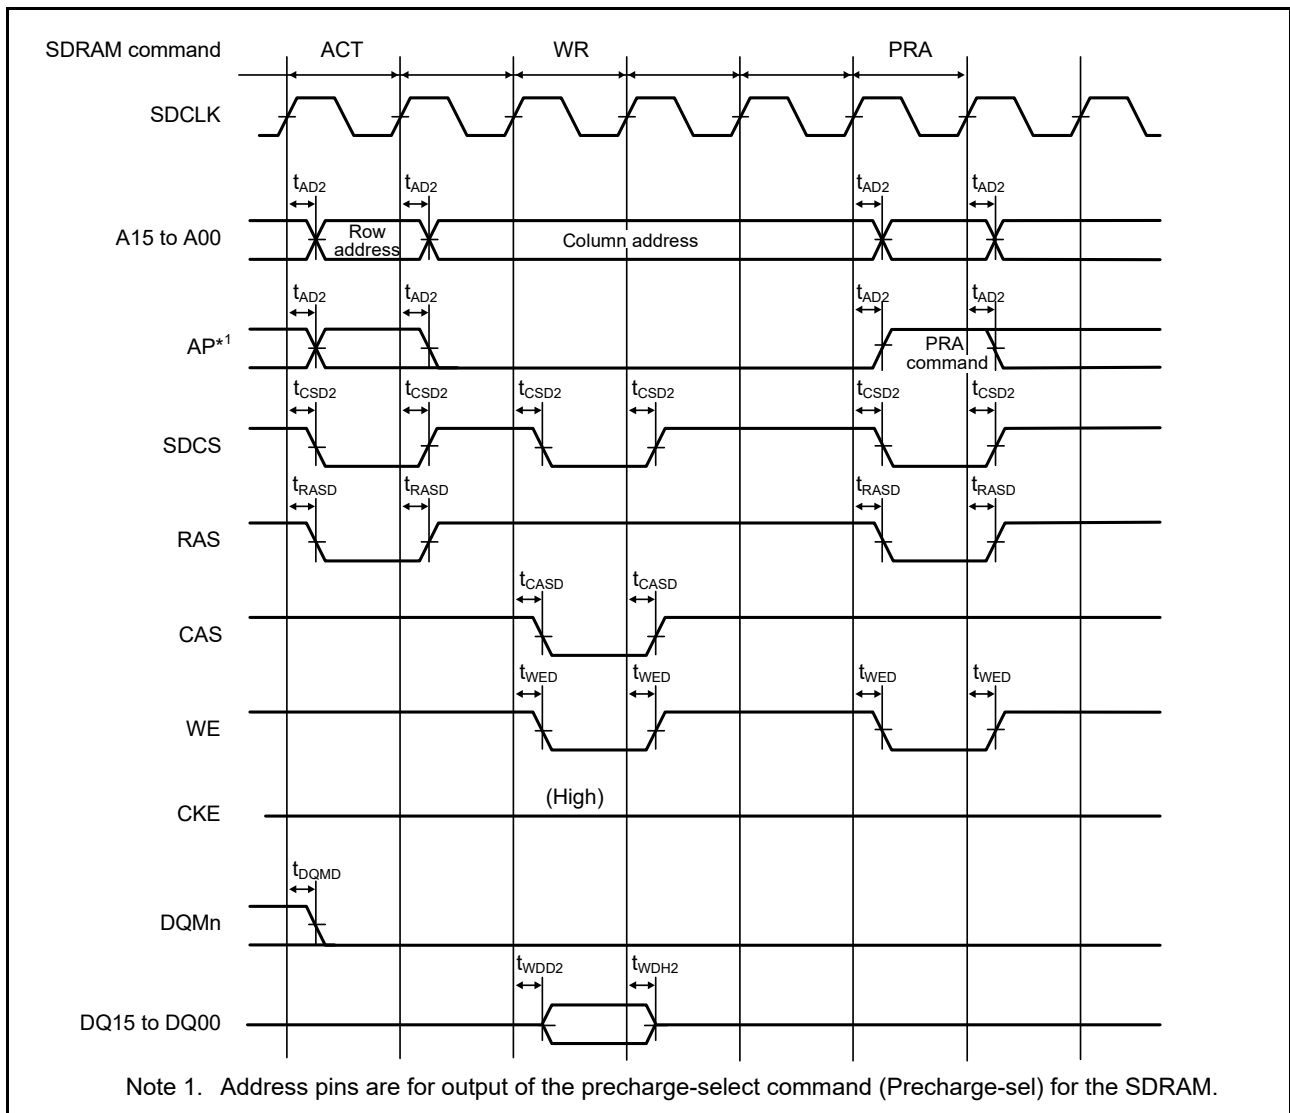 SDRAM command ACT WR PRA
SDCLK
tAD2 tAD2 tAD2 tAD2
A15 to A00 Row address Column address
tAD2 tAD2 tAD2 tAD2
AP*1 PRA command
tCSD2 tCSD2 tCSD2 tCSD2 tCSD2 tCSD2
SDCS
tRASD tRASD tRASD tRASD
RAS
tCASD tCASD
CAS
tWED tWED tWED tWED
WE
(High)
CKE
tDQMD
DQMn
tWDD2 tWDH2
DQ15 to DQ00
Note 1. Address pins are for output of the precharge-select command (Precharge-sel) for the SDRAM.